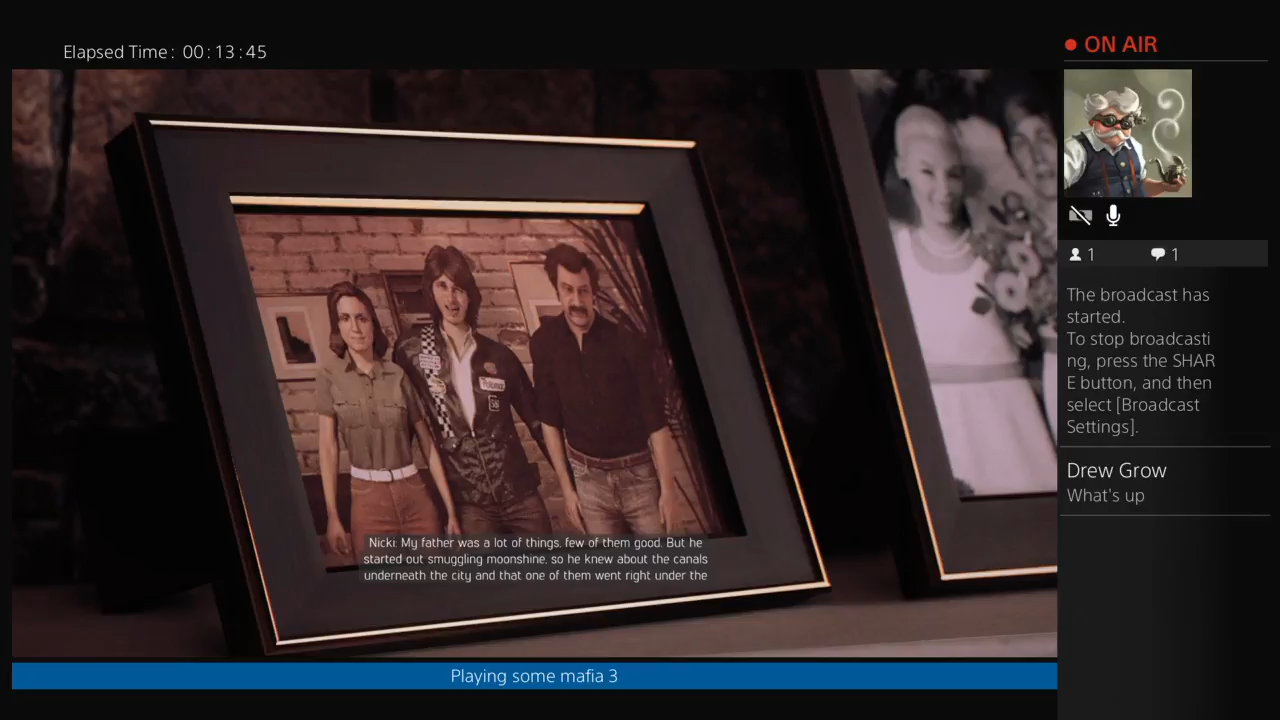 Elapsed Time: 00:13:45
ON AIR
1
1
The broadcast has
started.
To stop broadcasti
ng, press the SHAR
E button, and then
select [Broadcast
Settings].
Drew Grow
What's up
Nicki: My father was a lot of things, few of them good. But he
started out smuggling moonshine, so he knew about the canals
underneath the city and that one of them went right under the
Playing some mafia 3